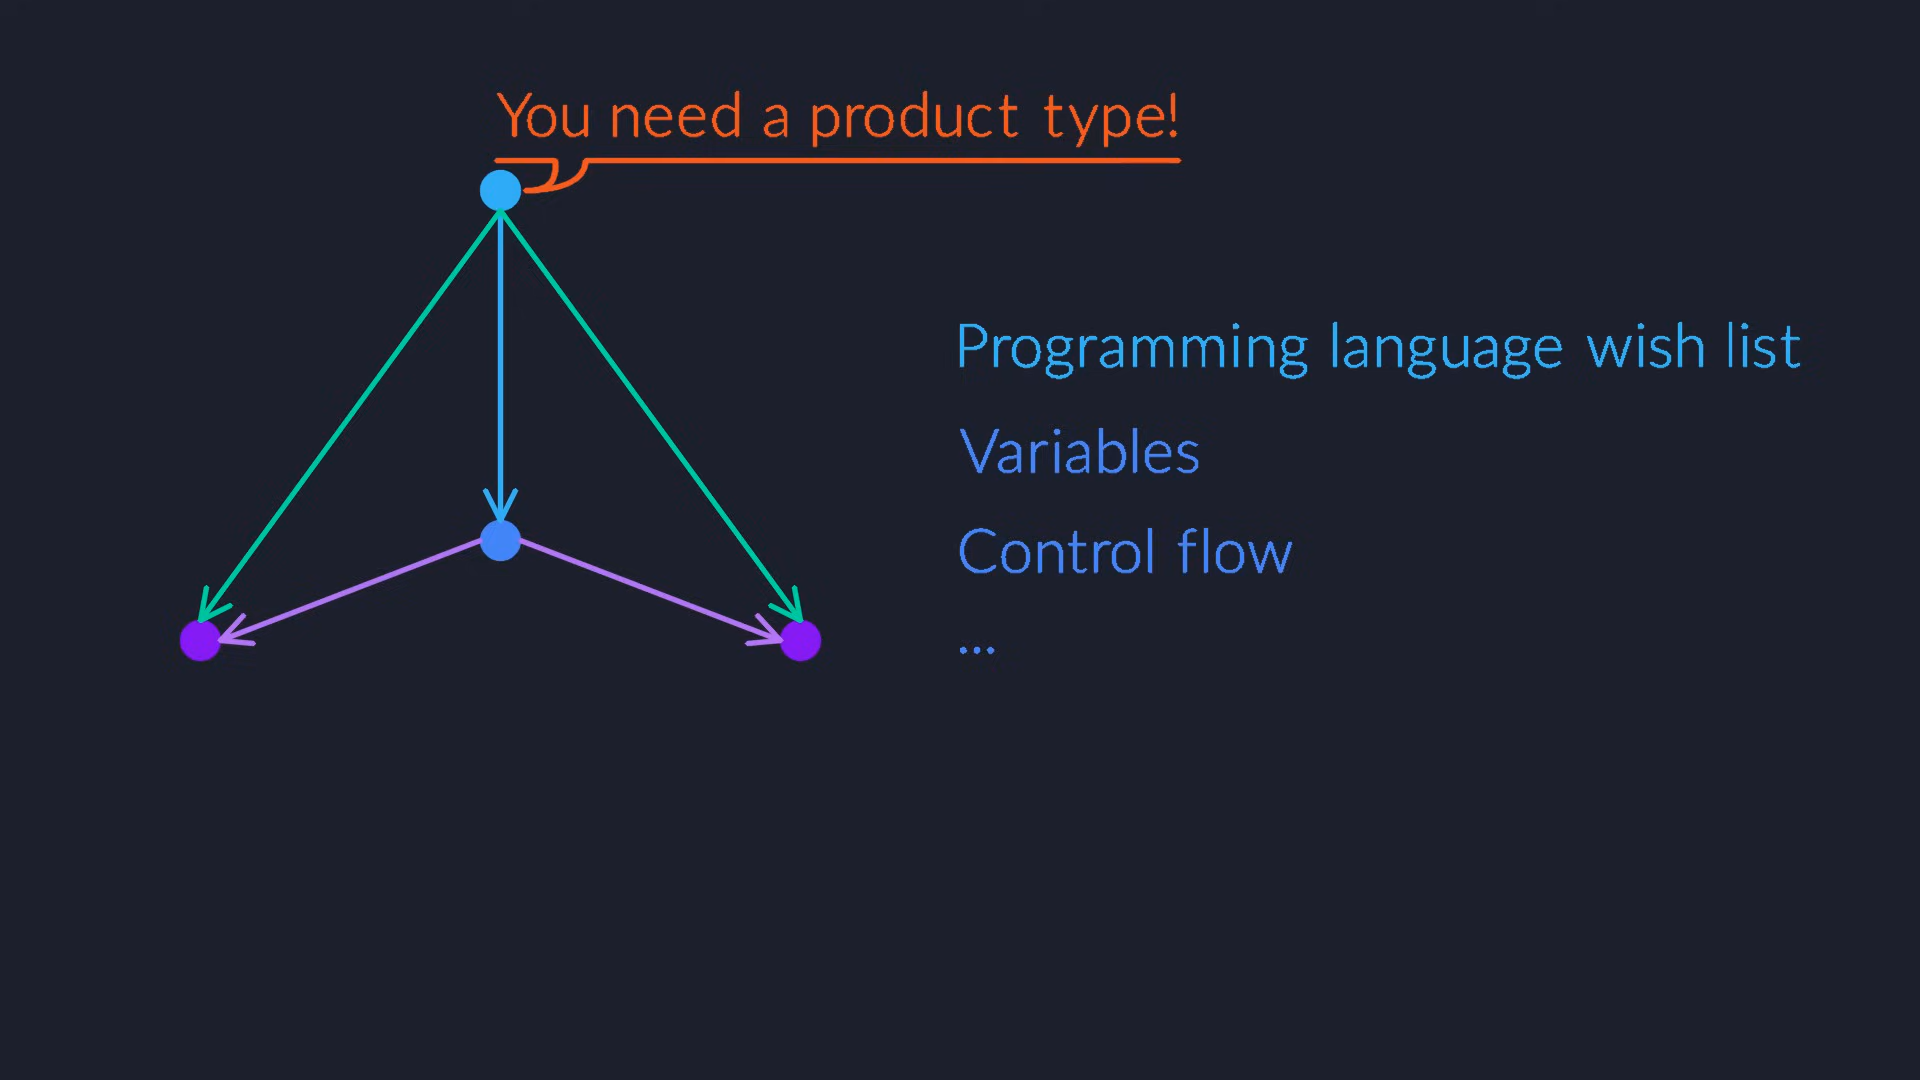 You need a product type!
Programming language wish list
Variables
Control flow
...